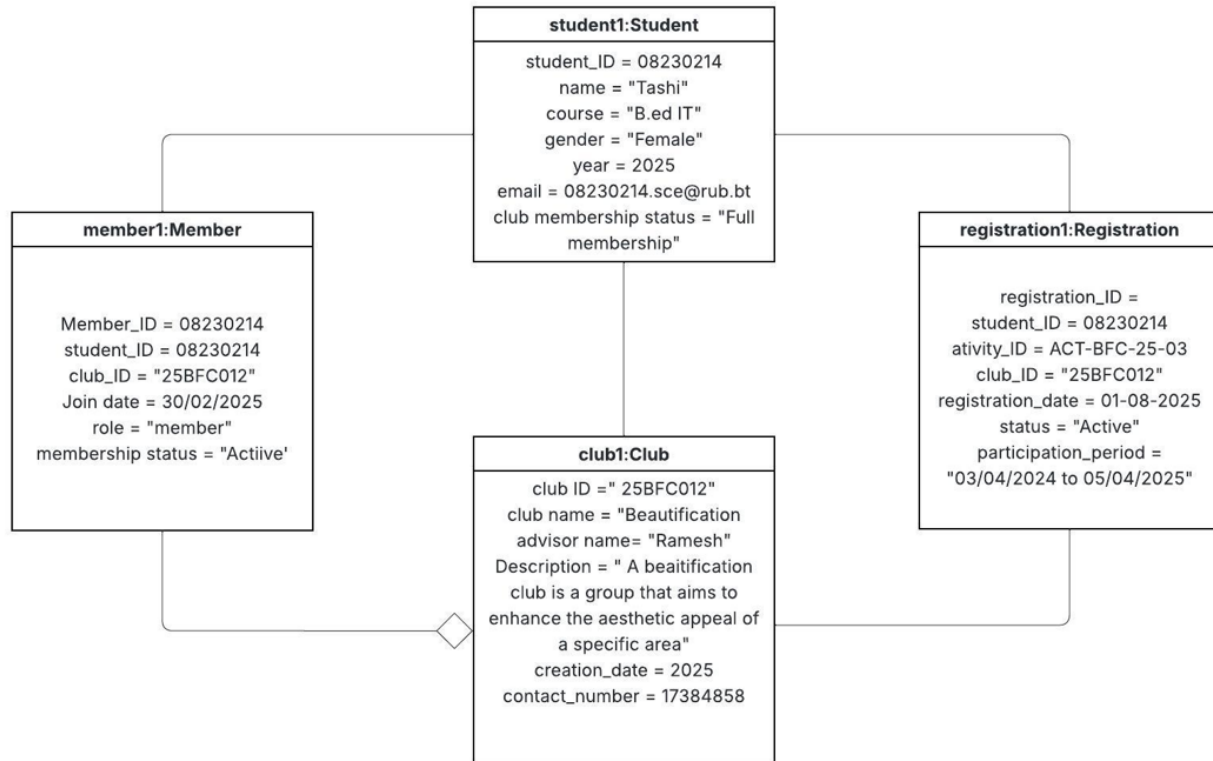 student1:Student
student_ID = 08230214
name = "Tashi"
course = "B.ed IT"
gender = "Female"
year = 2025
email = 08230214.sce@rub.bt
club membership status = "Full
membership"
member1:Member
Member_ID = 08230214
student_ID = 08230214
club_ID = "25BFC012"
Join date = 30/02/2025
role = "member"
membership status = "Actiive'
registration1:Registration
registration_ID =
student_ID = 08230214
ativity_ID = ACT-BFC-25-03
club_ID = "25BFC012"
registration_date = 01-08-2025
status = "Active"
participation_period =
"03/04/2024 to 05/04/2025"
club1:Club
club ID =" 25BFC012"
club name = "Beautification
advisor name= "Ramesh"
Description = " A beaitification
club is a group that aims to
enhance the aesthetic appeal of
a specific area"
creation_date = 2025
contact_number = 17384858